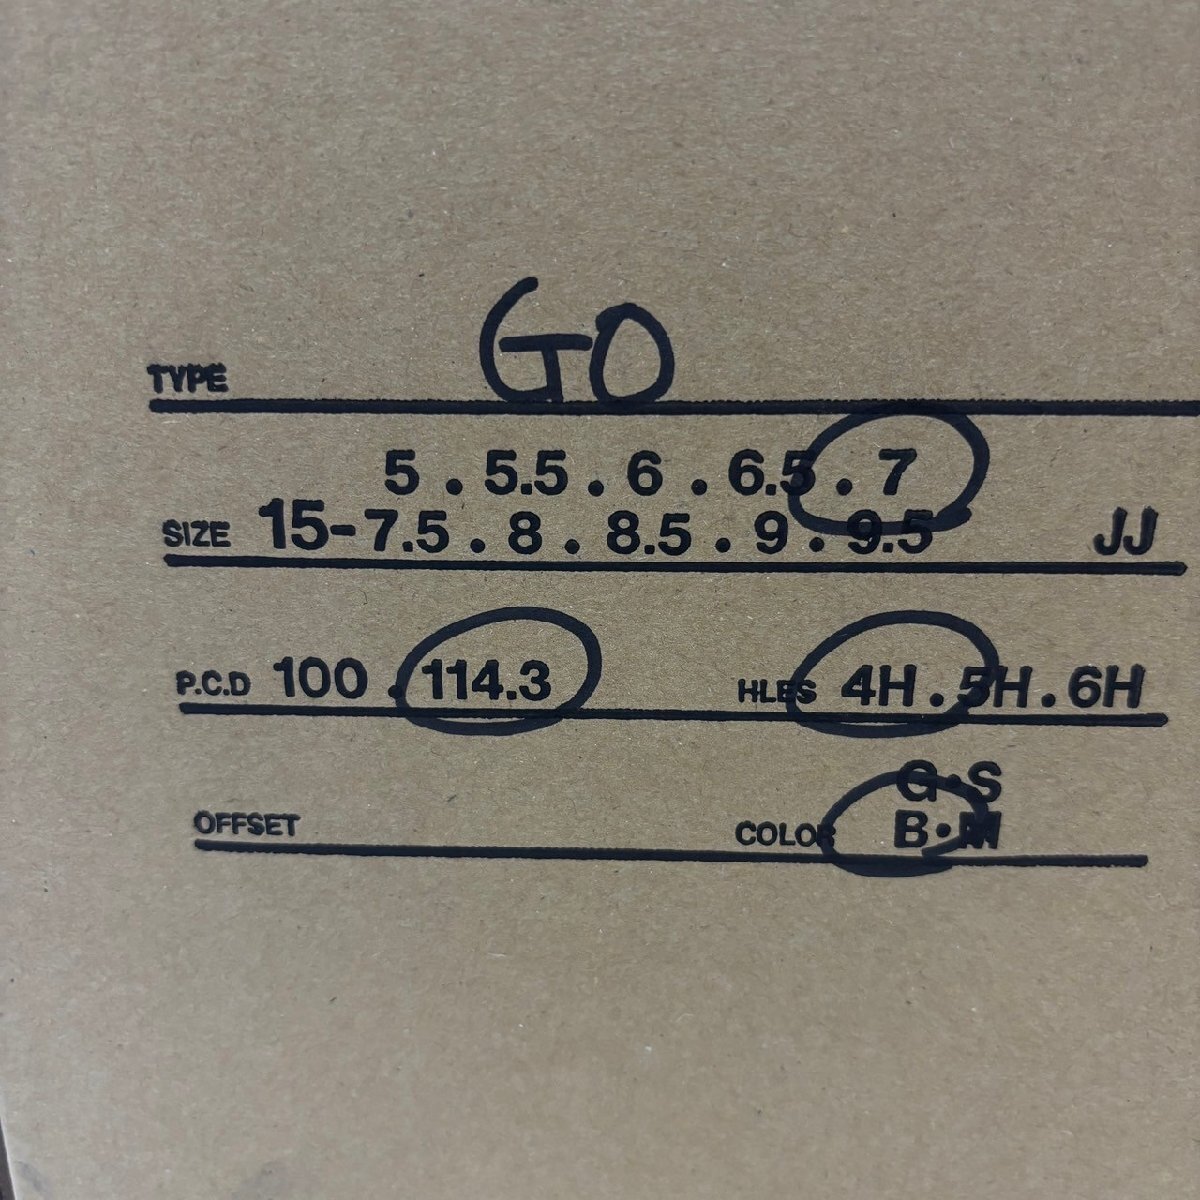 TYPE GO
5 . 5.5 . 6 . 6.5 . 7
SIZE 15-7.5 . 8 . 8.5 . 9 . 9.5 JJ
P.C.D 100 . 114.3 HLES 4H . 5H . 6H
G·S
OFFSET COLOR B·M